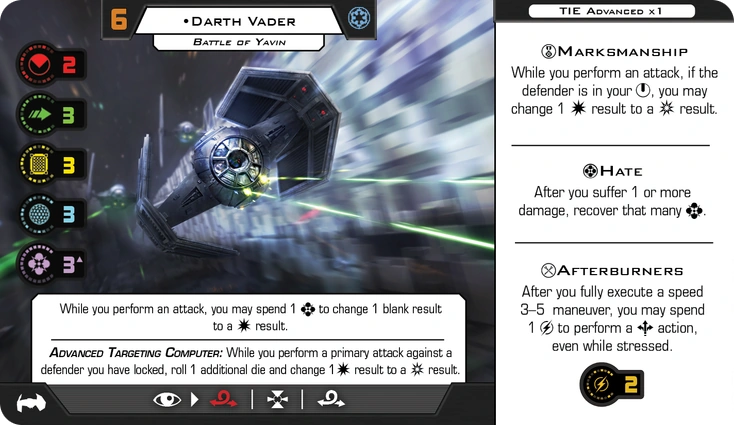 6
•Darth Vader
Battle of Yavin
2
3
3
3
3
While you perform an attack, you may spend 1 to change 1 blank result
to a result.
Advanced Targeting Computer: While you perform a primary attack against a
defender you have locked, roll 1 additional die and change 1 result to a result.
TIE Advanced x1
Marksmanship
While you perform an attack, if the
defender is in your , you may
change 1 result to a result.
Hate
After you suffer 1 or more
damage, recover that many .
Afterburners
After you fully execute a speed
3–5 maneuver, you may spend
1 to perform a action,
even while stressed.
2